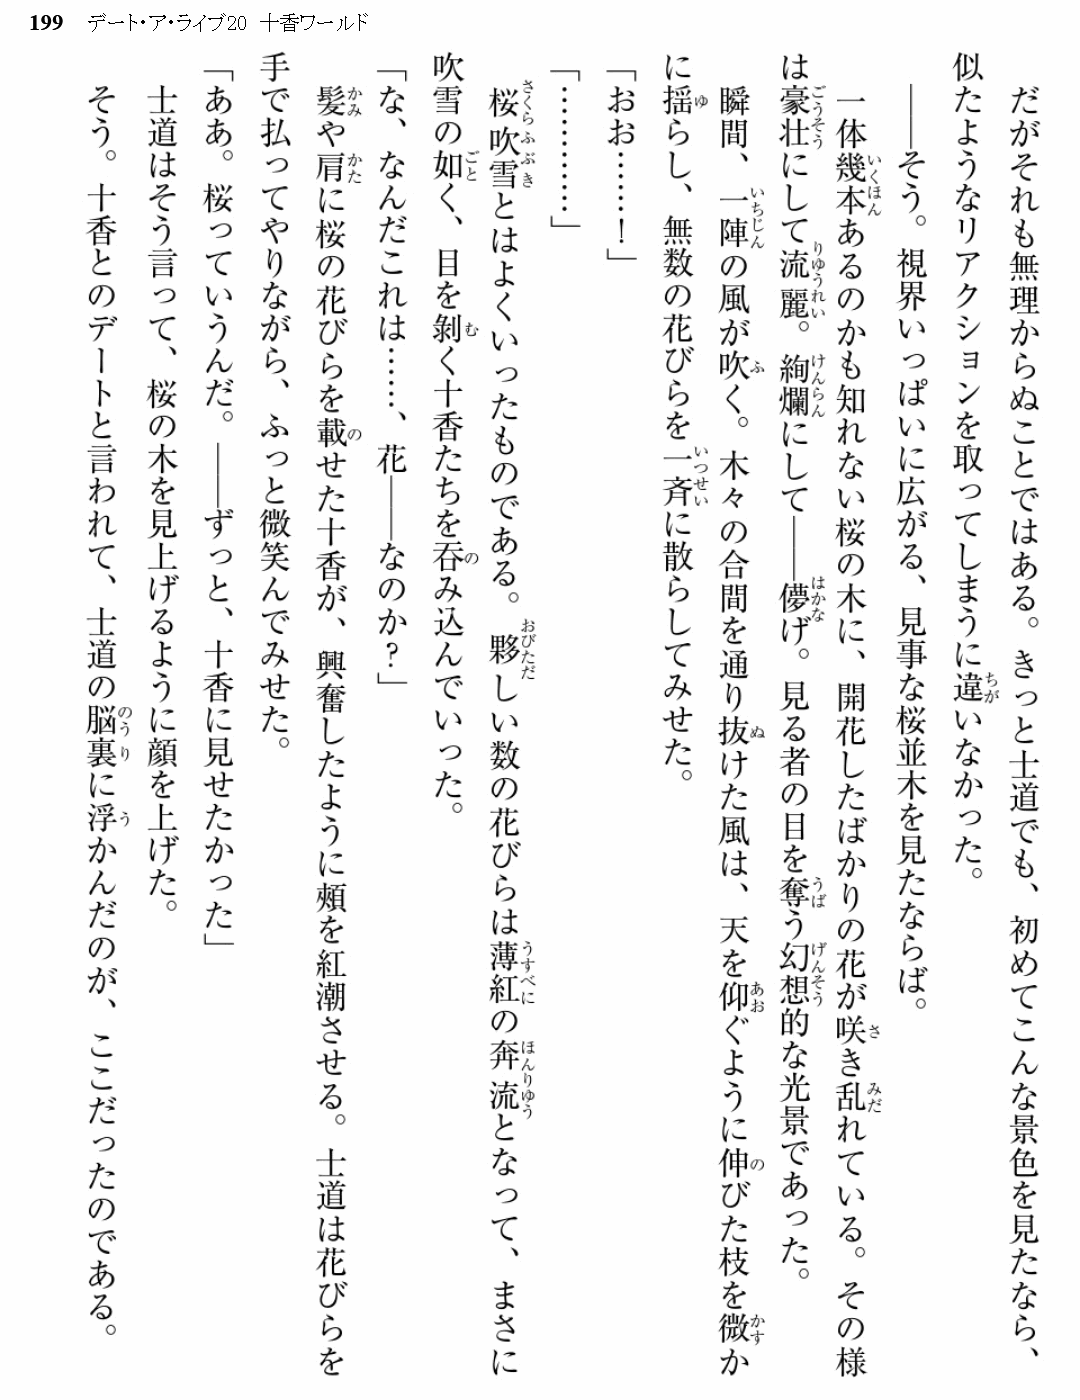 199 デート・ア・ライブ20 十香ワールド
だがそれも無理からぬことではある。きっと士道でも、初めてこんな景色を見たなら、
似たようなリアクションを取ってしまうに違いなかった。
――そう。視界いっぱいに広がる、見事な桜並木を見たならば。
一体幾本あるのかも知れない桜の木に、開花したばかりの花が咲き乱れている。その様
は豪壮にして流麗。絢爛にして――儚げ。見る者の目を奪う幻想的な光景であった。
瞬間、一陣の風が吹く。木々の合間を通り抜けた風は、天を仰ぐように伸びた枝を微か
に揺らし、無数の花びらを一斉に散らしてみせた。
「おお……！」
「…………」
桜吹雪とはよくいったものである。夥しい数の花びらは薄紅の奔流となって、まさに
吹雪の如く、目を剝く十香たちを吞み込んでいった。
「な、なんだこれは……、花――なのか？」
髪や肩に桜の花びらを載せた十香が、興奮したように頰を紅潮させる。士道は花びらを
手で払ってやりながら、ふっと微笑んでみせた。
「ああ。桜っていうんだ。――ずっと、十香に見せたかった」
士道はそう言って、桜の木を見上げるように顔を上げた。
そう。十香とのデートと言われて、士道の脳裏に浮かんだのが、ここだったのである。